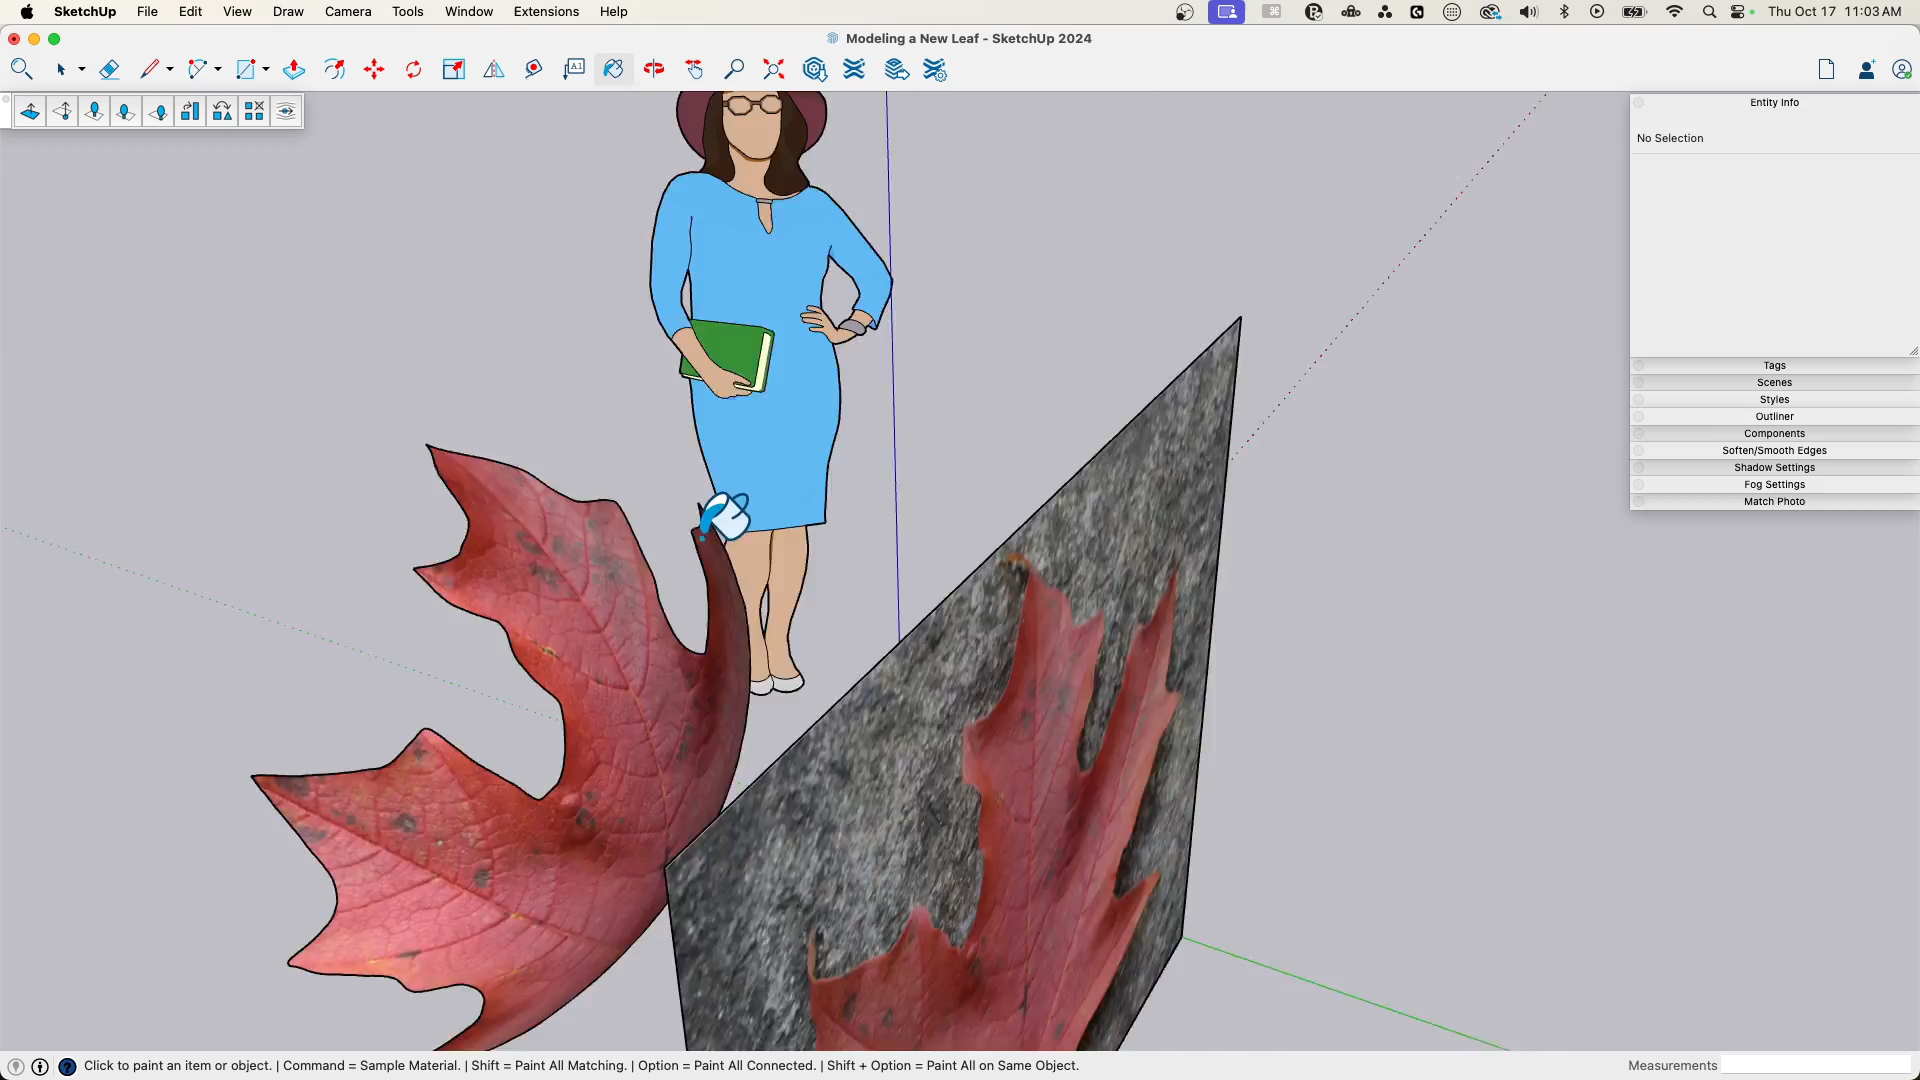 SketchUp File Edit View Draw Camera Tools Window Extensions Help
Thu Oct 17 11:03 AM
Modeling a New Leaf - SketchUp 2024
A1
Entity Info
No Selection
Tags
Scenes
Styles
Outliner
Components
Soften/Smooth Edges
Shadow Settings
Fog Settings
Match Photo
Click to paint an item or object. | Command = Sample Material. | Shift = Paint All Matching. | Option = Paint All Connected. | Shift + Option = Paint All on Same Object.
Measurements